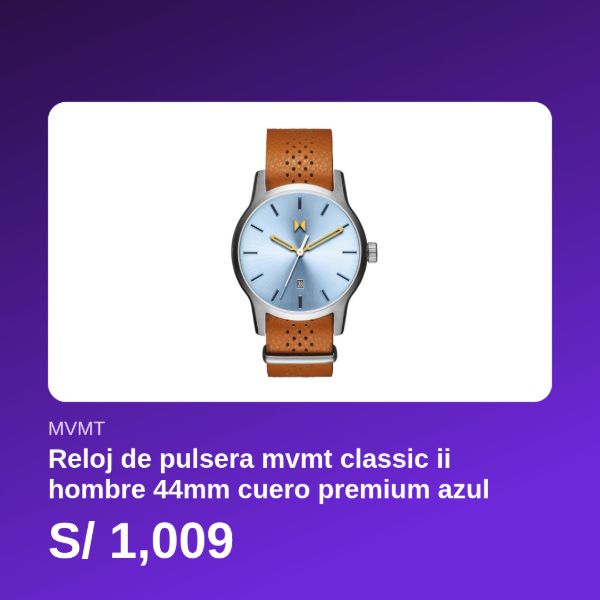 MVMT
Reloj de pulsera mvmt classic ii
hombre 44mm cuero premium azul
S/ 1,009